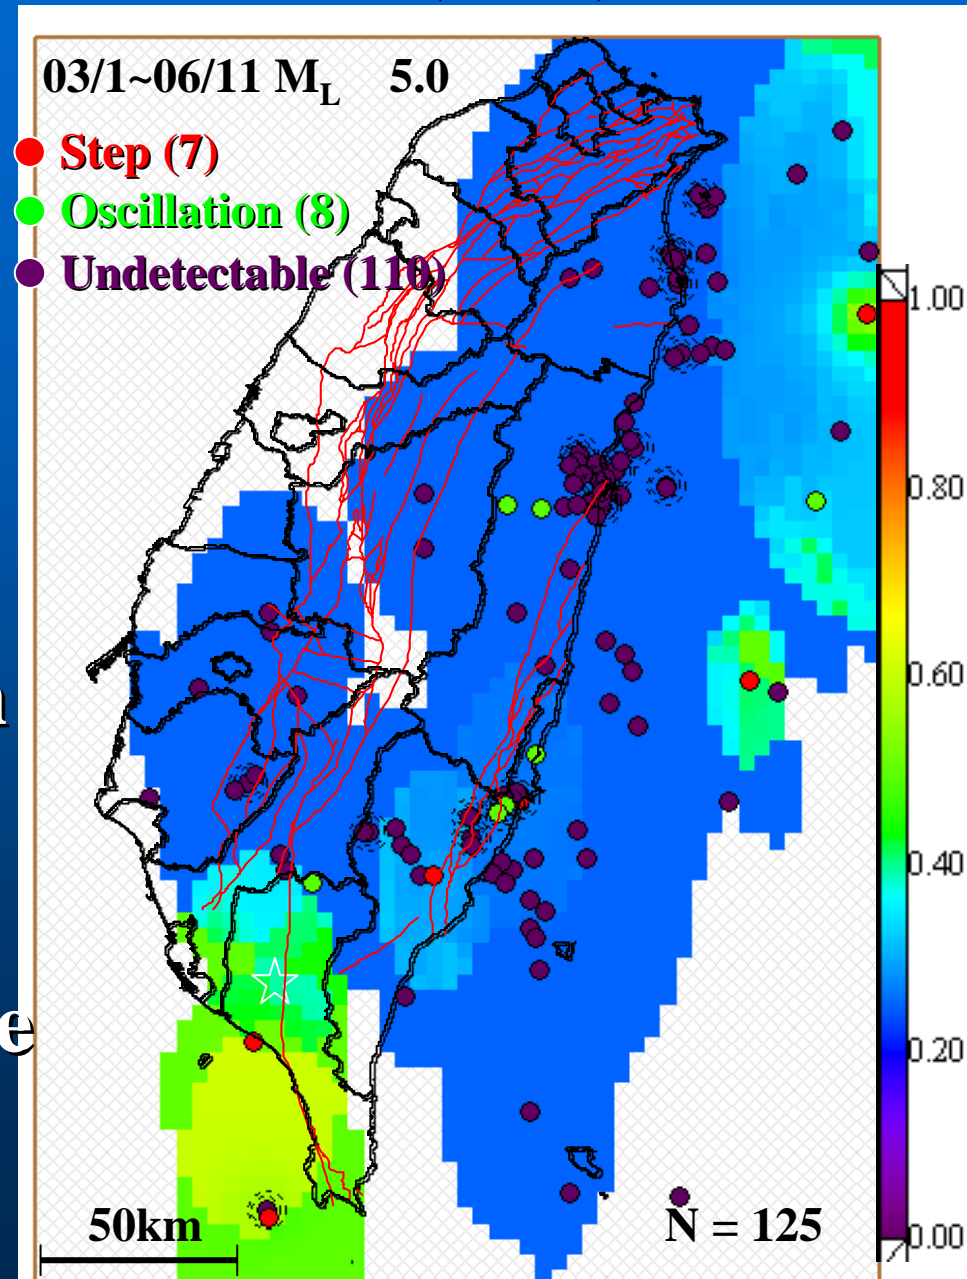 03/1~06/11 ML 5.0
Step (7)
Oscillation (8)
Undetectable (110)
1.00
0.80
0.60
0.40
0.20
0.00
e
50km
N = 125